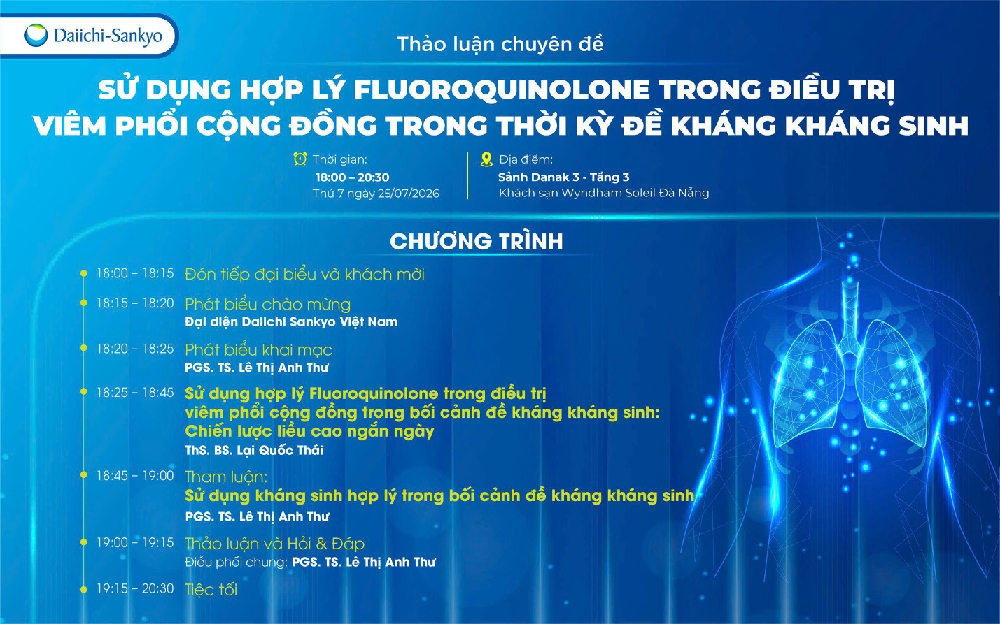 Daiichi-Sankyo
Thảo luận chuyên đề
SỬ DỤNG HỢP LÝ FLUOROQUINOLONE TRONG ĐIỀU TRỊ
VIÊM PHỔI CỘNG ĐỒNG TRONG THỜI KỲ ĐỀ KHÁNG KHÁNG SINH
Thời gian:
18:00 – 20:30
Thứ 7 ngày 25/07/2026
Địa điểm:
Sảnh Danak 3 - Tầng 3
Khách sạn Wyndham Soleil Đà Nẵng
CHƯƠNG TRÌNH
18:00 – 18:15 Đón tiếp đại biểu và khách mời
18:15 – 18:20 Phát biểu chào mừng
Đại diện Daiichi Sankyo Việt Nam
18:20 – 18:25 Phát biểu khai mạc
PGS. TS. Lê Thị Anh Thư
18:25 – 18:45 Sử dụng hợp lý Fluoroquinolone trong điều trị
viêm phổi cộng đồng trong bối cảnh đề kháng kháng sinh:
Chiến lược liều cao ngắn ngày
ThS. BS. Lại Quốc Thái
18:45 – 19:00 Tham luận:
Sử dụng kháng sinh hợp lý trong bối cảnh đề kháng kháng sinh
PGS. TS. Lê Thị Anh Thư
19:00 – 19:15 Thảo luận và Hỏi & Đáp
Điều phối chung: PGS. TS. Lê Thị Anh Thư
19:15 – 20:30 Tiệc tối